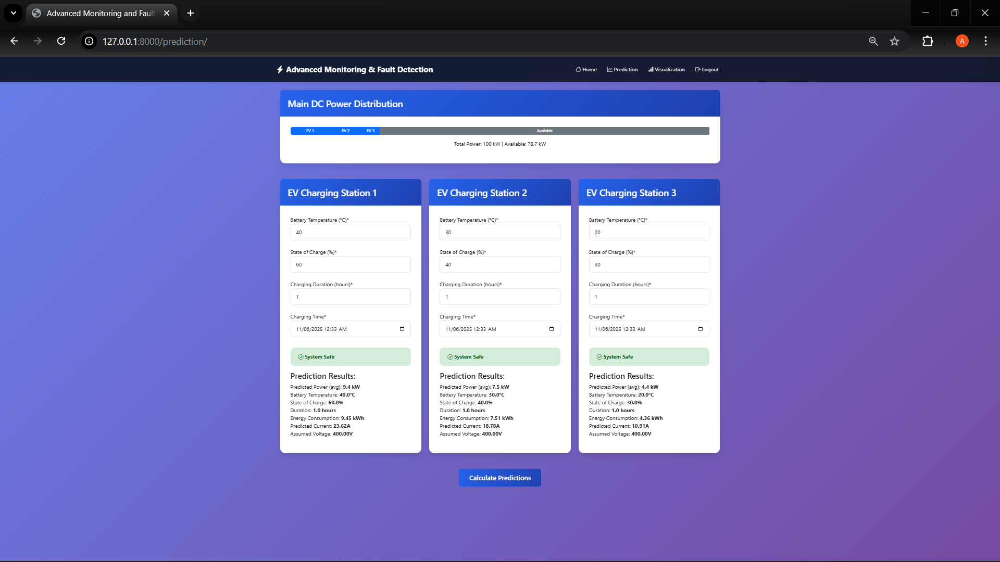 Advanced Monitoring and Fault
127.0.0.1:8000/prediction/
A
Advanced Monitoring & Fault Detection
Home Prediction Visualization Logout
Main DC Power Distribution
EV 1 EV 2 EV 3 Available
Total Power: 100 kW | Available: 78.7 kW
EV Charging Station 1
Battery Temperature (°C)*
40
State of Charge (%)*
60
Charging Duration (hours)*
1
Charging Time*
11/06/2025 12:33 AM
System Safe
Prediction Results:
Predicted Power (avg): 9.4 kW
Battery Temperature: 40.0°C
State of Charge: 60.0%
Duration: 1.0 hours
Energy Consumption: 9.45 kWh
Predicted Current: 23.62A
Assumed Voltage: 400.00V
EV Charging Station 2
Battery Temperature (°C)*
30
State of Charge (%)*
40
Charging Duration (hours)*
1
Charging Time*
11/06/2025 12:33 AM
System Safe
Prediction Results:
Predicted Power (avg): 7.5 kW
Battery Temperature: 30.0°C
State of Charge: 40.0%
Duration: 1.0 hours
Energy Consumption: 7.51 kWh
Predicted Current: 18.78A
Assumed Voltage: 400.00V
EV Charging Station 3
Battery Temperature (°C)*
20
State of Charge (%)*
30
Charging Duration (hours)*
1
Charging Time*
11/06/2025 12:33 AM
System Safe
Prediction Results:
Predicted Power (avg): 4.4 kW
Battery Temperature: 20.0°C
State of Charge: 30.0%
Duration: 1.0 hours
Energy Consumption: 4.36 kWh
Predicted Current: 10.91A
Assumed Voltage: 400.00V
Calculate Predictions